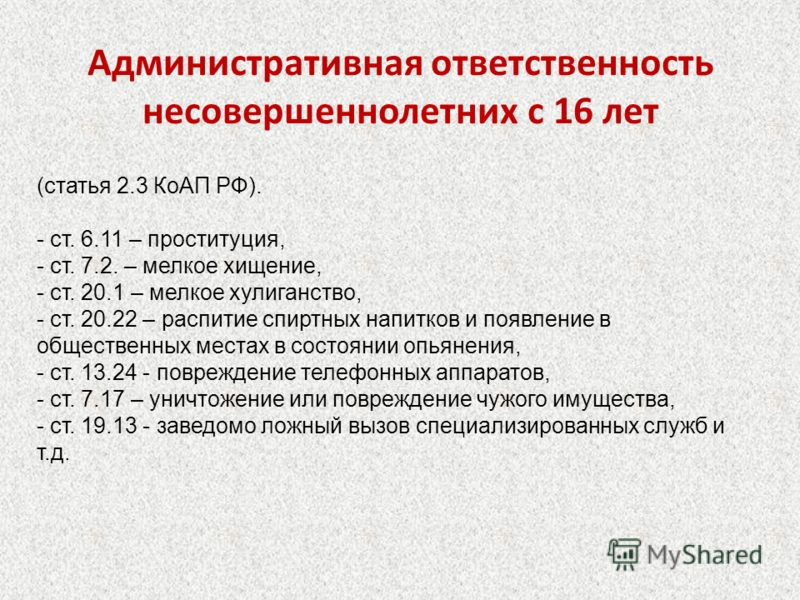 Административная ответственность
несовершеннолетних с 16 лет
(статья 2.3 КоАП РФ).
- ст. 6.11 – проституция,
- ст. 7.2. – мелкое хищение,
- ст. 20.1 – мелкое хулиганство,
- ст. 20.22 – распитие спиртных напитков и появление в
общественных местах в состоянии опьянения,
- ст. 13.24 - повреждение телефонных аппаратов,
- ст. 7.17 – уничтожение или повреждение чужого имущества,
- ст. 19.13 - заведомо ложный вызов специализированных служб и
т.д.
MyShared